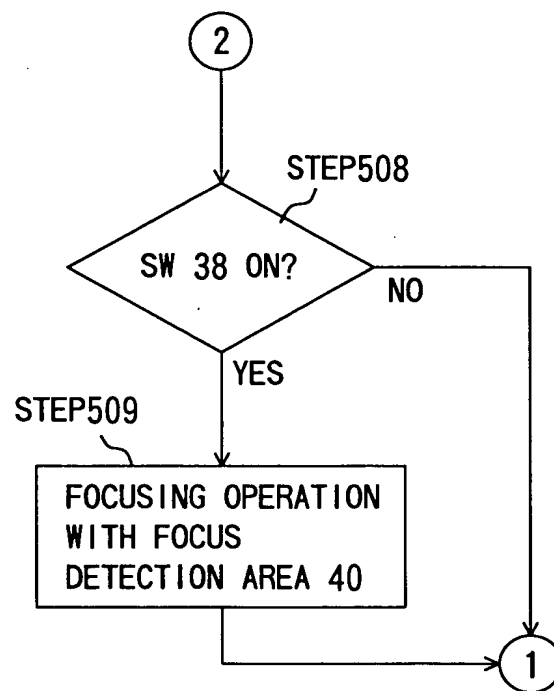 2
STEP508
SW 38 ON?
NO
YES
STEP509
FOCUSING OPERATION
WITH FOCUS
DETECTION AREA 40
1